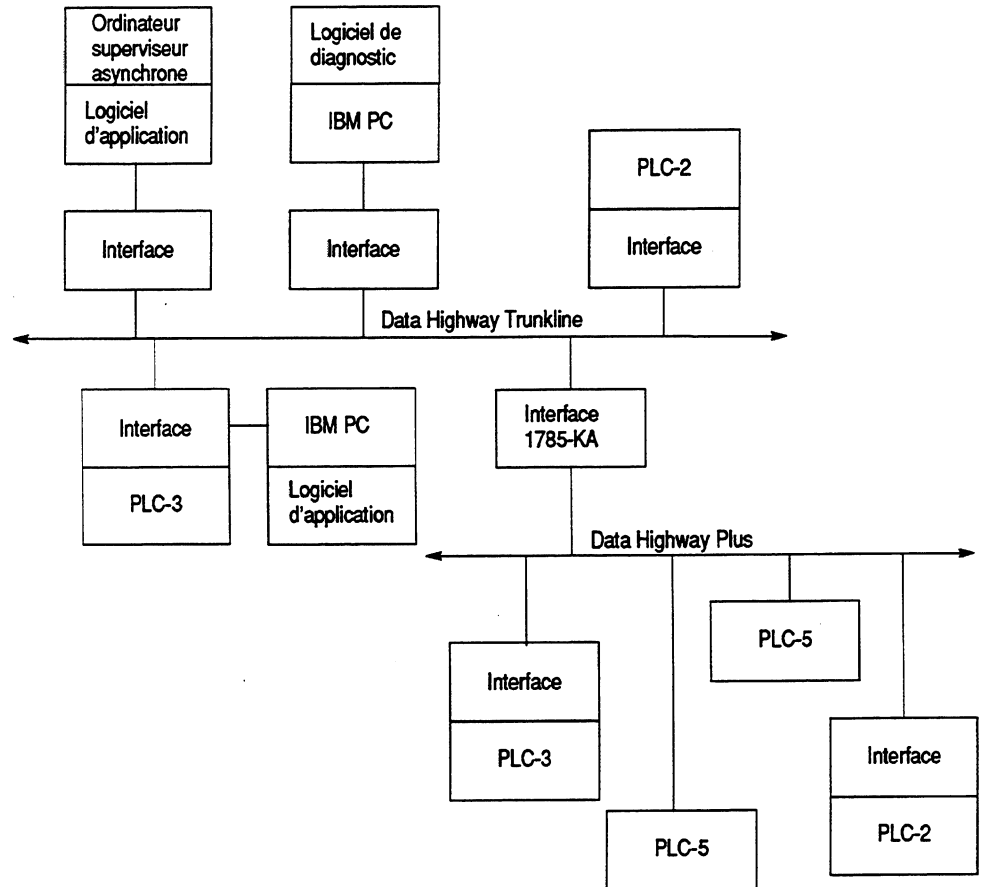 Ordinateur
superviseur
asynchrone
Logiciel
d'application
Logiciel de
diagnostic
IBM PC
PLC-2
Interface
Interface
Interface
Data Highway Trunkline
Interface
PLC-3
IBM PC
Logiciel
d'application
Interface
1785-KA
Data Highway Plus
PLC-5
Interface
PLC-3
Interface
PLC-2
PLC-5